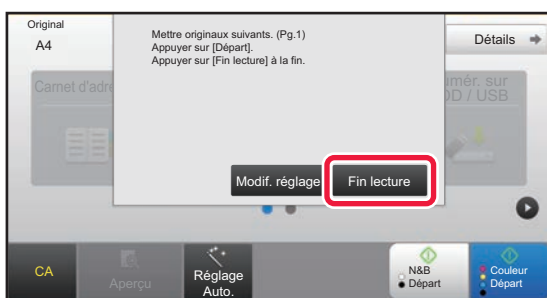 Original
A4
Mettre originaux suivants. (Pg.1)
Appuyer sur [Départ].
Appuyer sur [Fin lecture] à la fin.
Détails
Carnet d'adre
mér. sur
DD / USB
Modif. réglage
Fin lecture
CA
Aperçu
Réglage
Auto.
N&B
Départ
Couleur
Départ